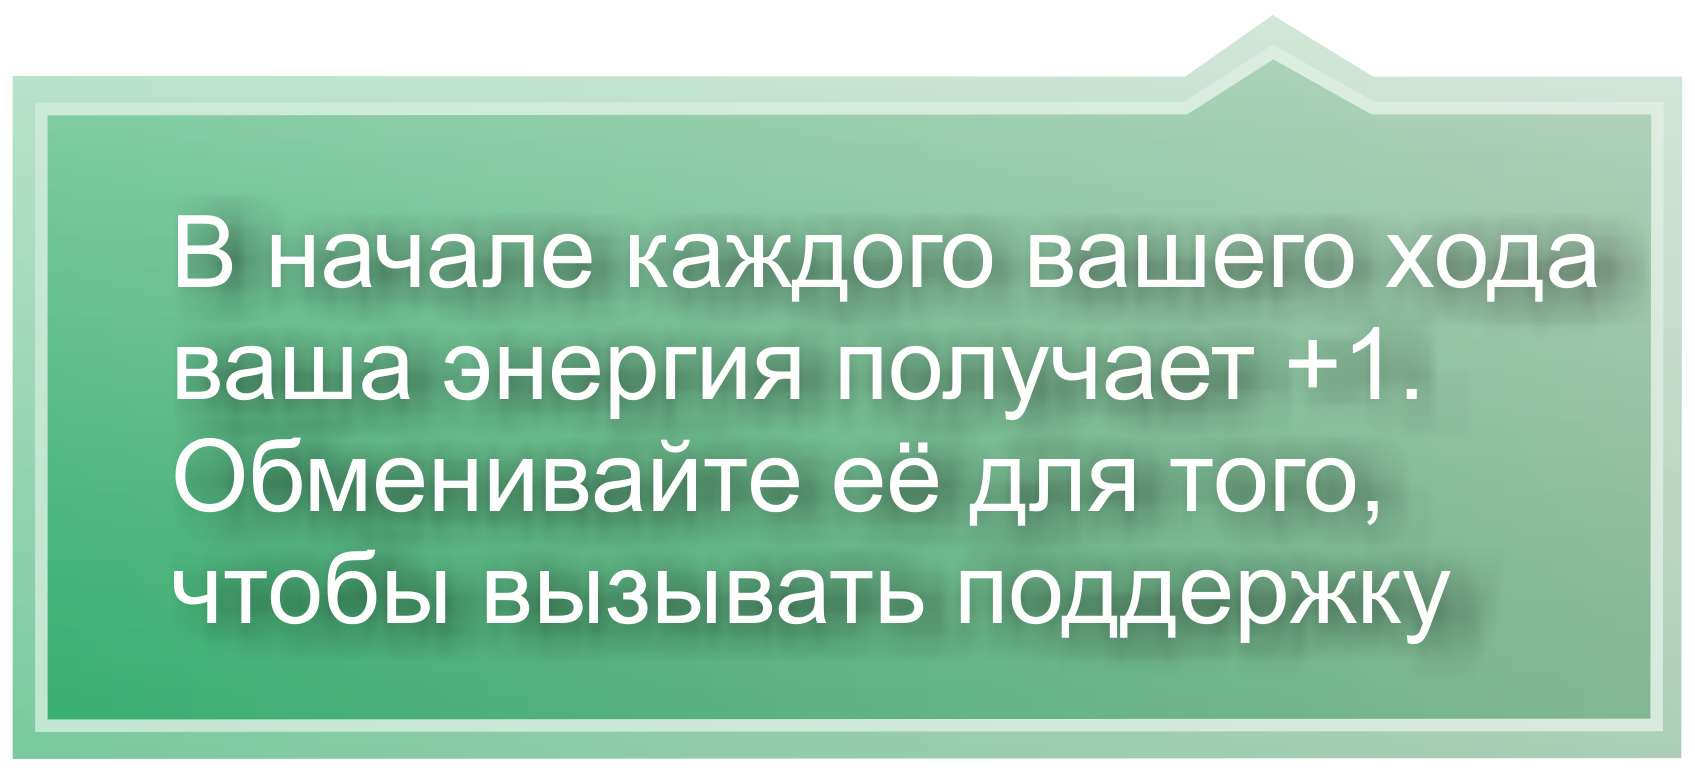 В начале каждого вашего хода
ваша энергия получает +1.
Обменивайте её для того,
чтобы вызывать поддержку